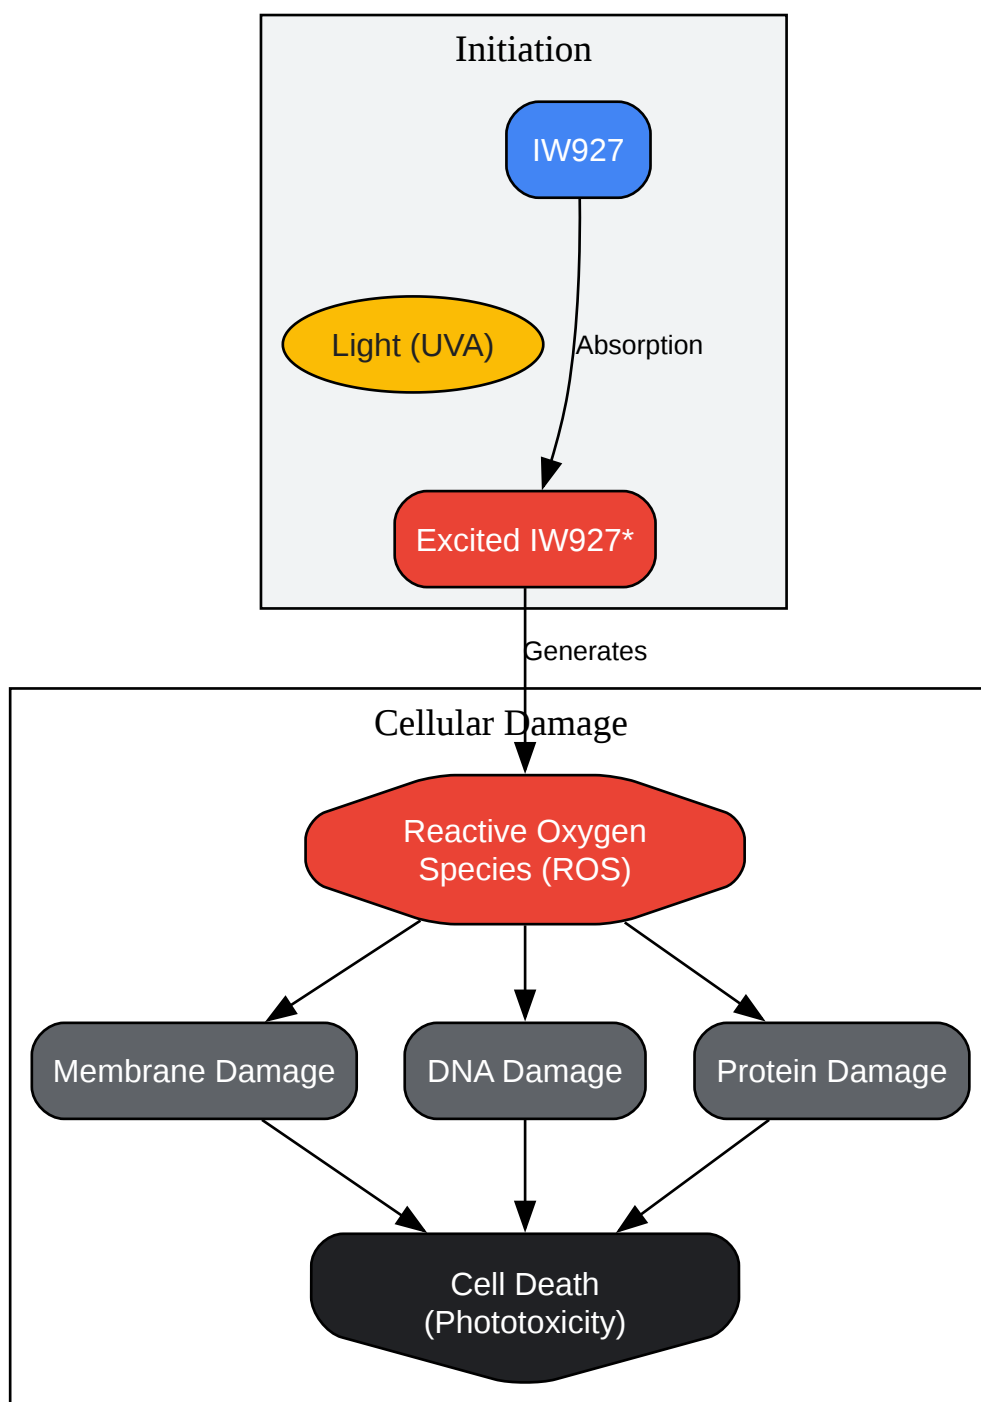 Initiation
IW927
Light (UVA)
Absorption
Excited IW927*
Generates
Cellular Damage
Reactive Oxygen
Species (ROS)
Membrane Damage
DNA Damage
Protein Damage
Cell Death
(Phototoxicity)